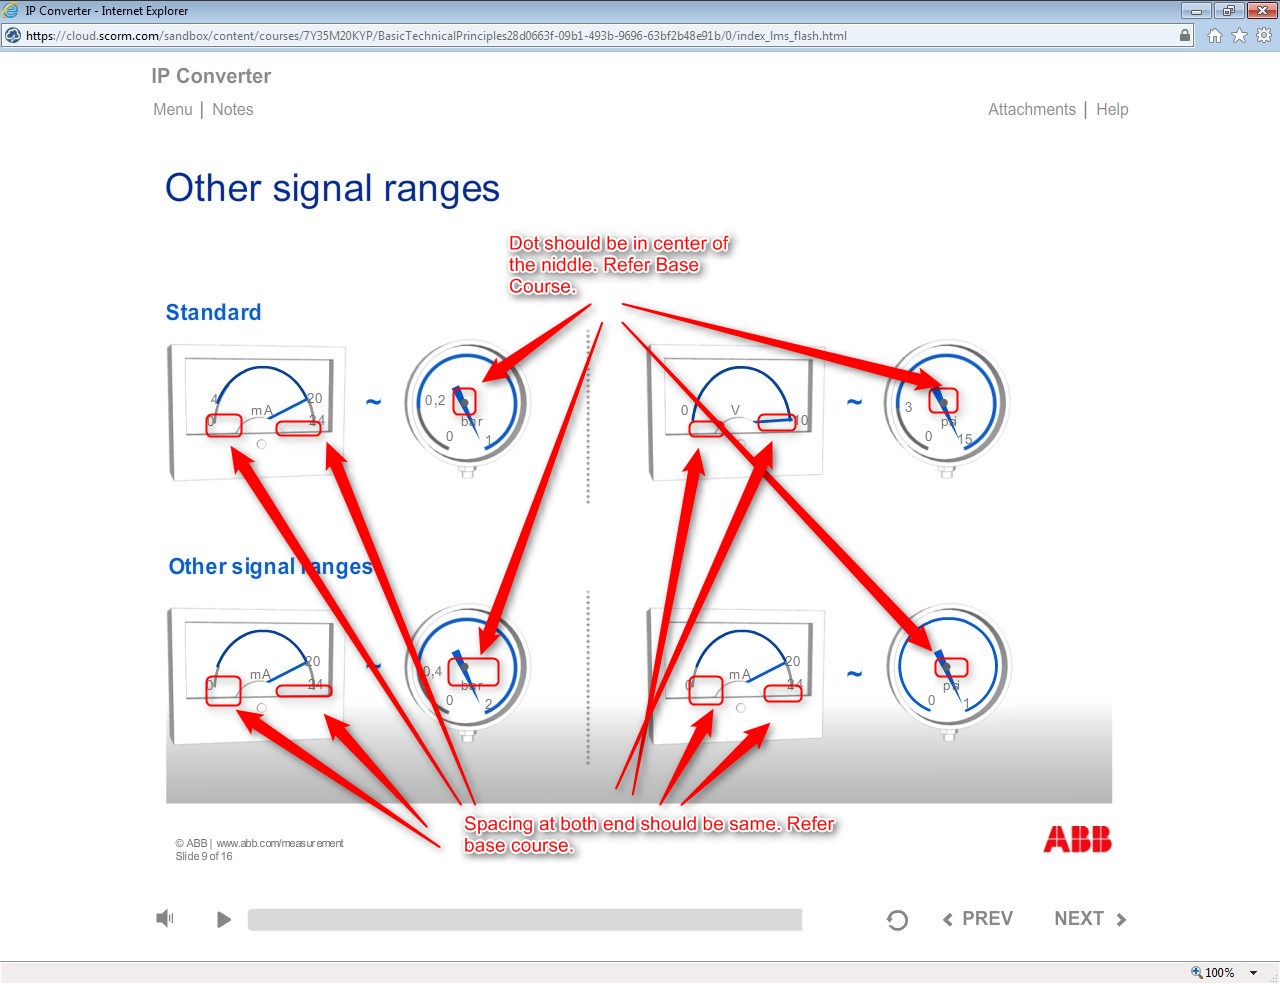 IP Converter - Internet Explorer
https://cloud.scorm.com/sandbox/content/courses/7Y35M20KYP/BasicTechnicalPrinciples28d0663f-09b1-493b-9696-63bf2b48e91b/0/index_lms_flash.html
IP Converter
Menu | Notes
Attachments | Help
Other signal ranges
Dot should be in center of
the niddle. Refer Base
Course.
Standard
4 20
mA
0 24
~
0,2
bar
0 1
0 V 10
~
3
psi
0 15
Other signal ranges
20
mA
0 24
~
0,4
bar
0 2
20
mA
0 24
~
psi
0 1
Spacing at both end should be same. Refer
base course.
© ABB | www.abb.com/measurement
Slide 9 of 16
ABB
PREV NEXT
100%